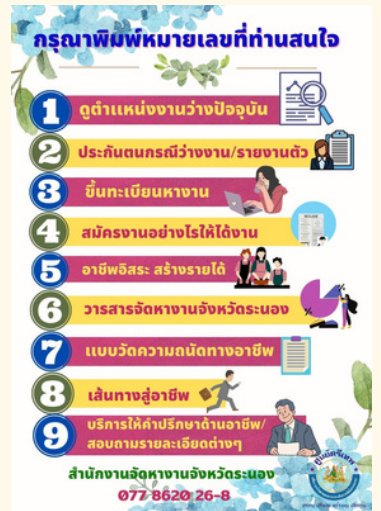 กรุณาพิมพ์หมายเลขที่ท่านสนใจ
1 ดูตำแหน่งงานว่างปัจจุบัน
2 ประกันตนกรณีว่างงาน/รายงานตัว
3 ขึ้นทะเบียนหางาน
4 สมัครงานอย่างไรให้ได้งาน
5 อาชีพอิสระ สร้างรายได้
6 วารสารจัดหางานจังหวัดระนอง
7 แบบวัดความถนัดทางอาชีพ
8 เส้นทางสู่อาชีพ
9 บริการให้คำปรึกษาด้านอาชีพ/
สอบถามรายละเอียดต่างๆ
สำนักงานจัดหางานจังหวัดระนอง
077 8620 26-8